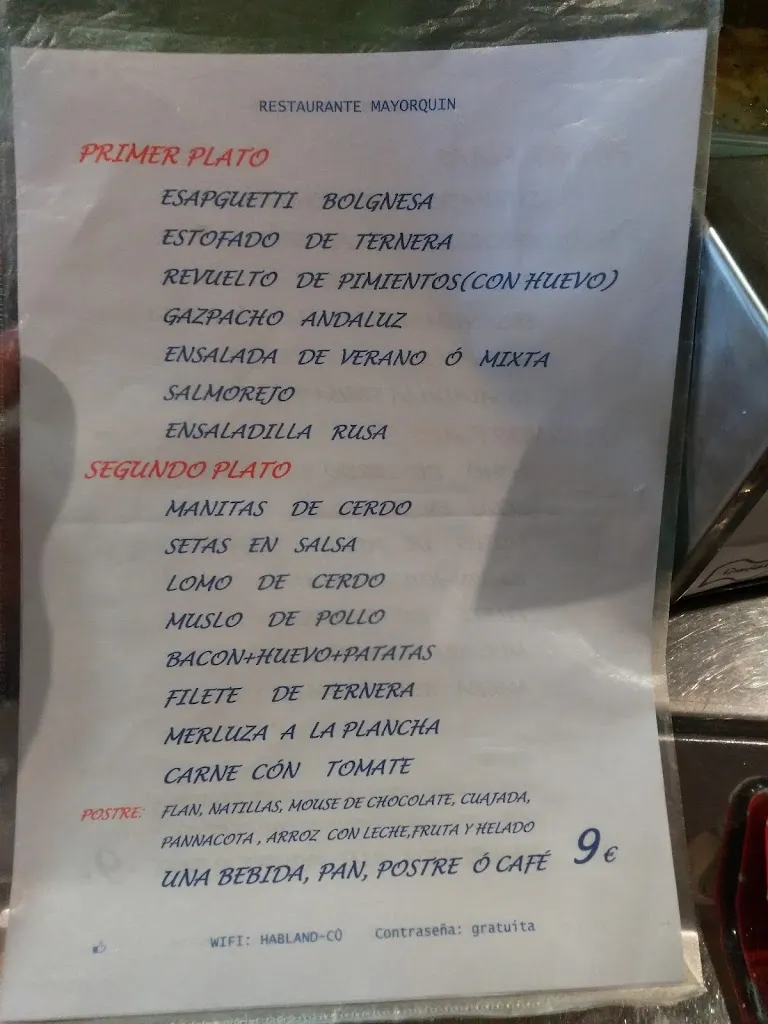 RESTAURANTE MAYORQUIN
PRIMER PLATO
ESAPGUETTI BOLGNESA
ESTOFADO DE TERNERA
REVUELTO DE PIMIENTOS(CON HUEVO)
GAZPACHO ANDALUZ
ENSALADA DE VERANO Ó MIXTA
SALMOREJO
ENSALADILLA RUSA
SEGUNDO PLATO
MANITAS DE CERDO
SETAS EN SALSA
LOMO DE CERDO
MUSLO DE POLLO
BACON+HUEVO+PATATAS
FILETE DE TERNERA
MERLUZA A LA PLANCHA
CARNE CÓN TOMATE
POSTRE: FLAN, NATILLAS, MOUSE DE CHOCOLATE, CUAJADA,
PANNACOTA , ARROZ CON LECHE,FRUTA Y HELADO
UNA BEBIDA, PAN, POSTRE Ó CAFÉ 9 €
WIFI: HABLAND-CO Contraseña: gratuita